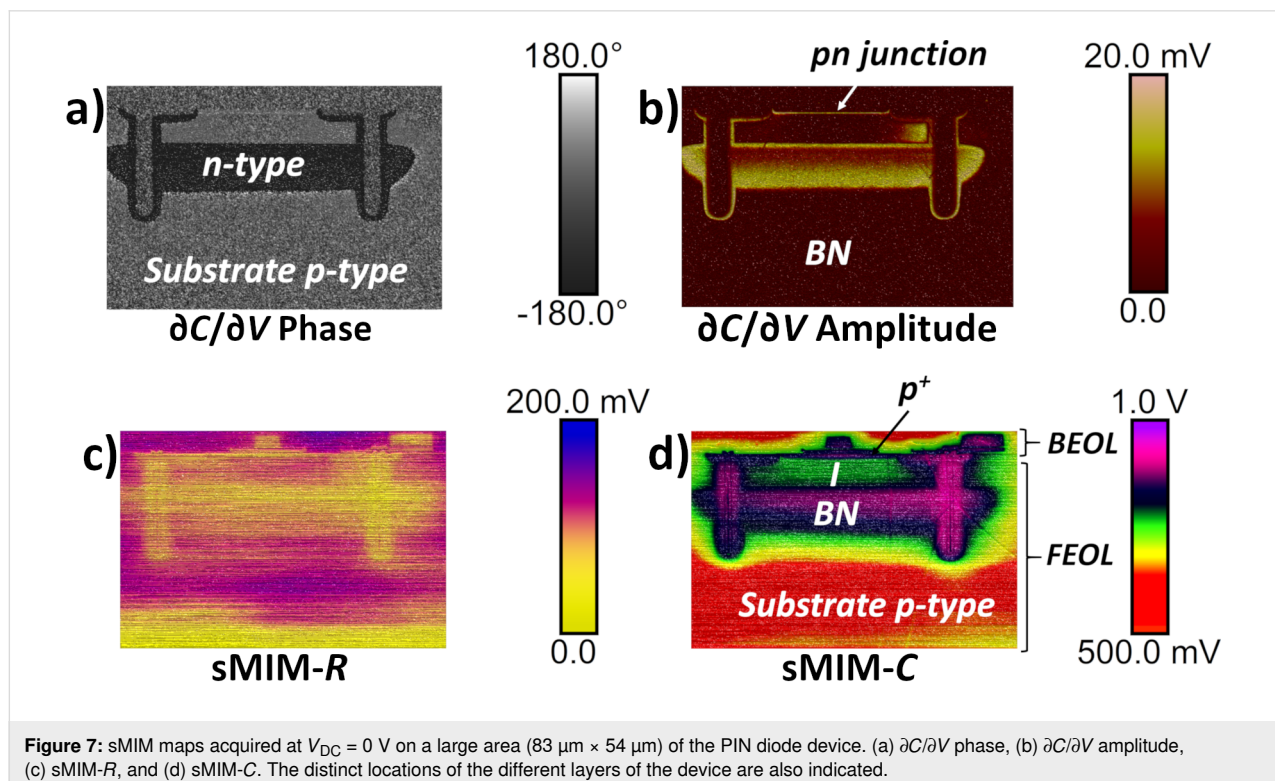 a)
n-type
Substrate p-type
∂C/∂V Phase
180.0°
-180.0°
b)
pn junction
BN
∂C/∂V Amplitude
20.0 mV
0.0
c)
sMIM-R
200.0 mV
0.0
d)
p⁺
I
BN
Substrate p-type
sMIM-C
BEOL
FEOL
1.0 V
500.0 mV
Figure 7: sMIM maps acquired at V_DC = 0 V on a large area (83 µm × 54 µm) of the PIN diode device. (a) ∂C/∂V phase, (b) ∂C/∂V amplitude,
(c) sMIM-R, and (d) sMIM-C. The distinct locations of the different layers of the device are also indicated.